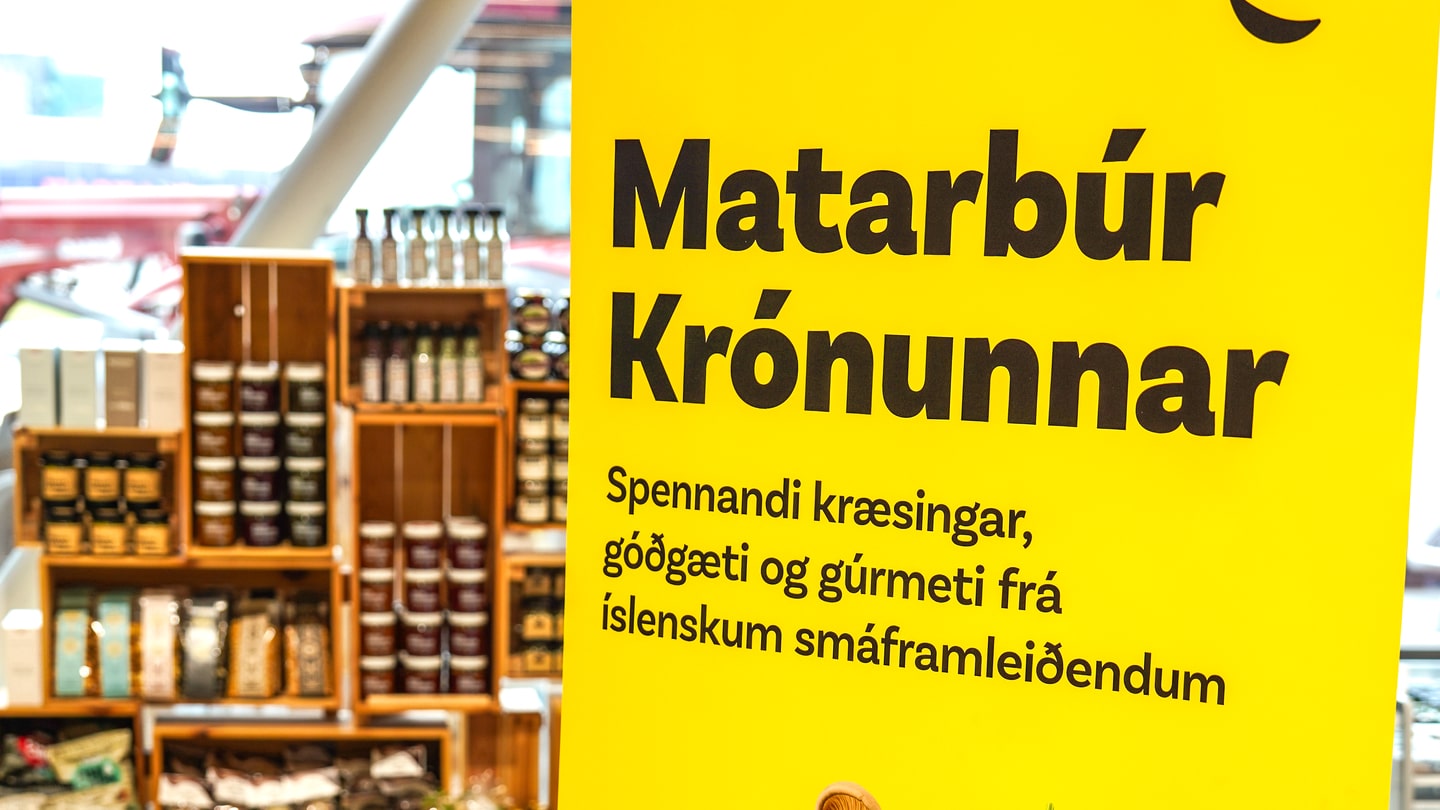 Matarbúr
Krónunnar
Spennandi kræsingar,
góðgæti og gúrmeti frá
íslenskum smáframleiðendum